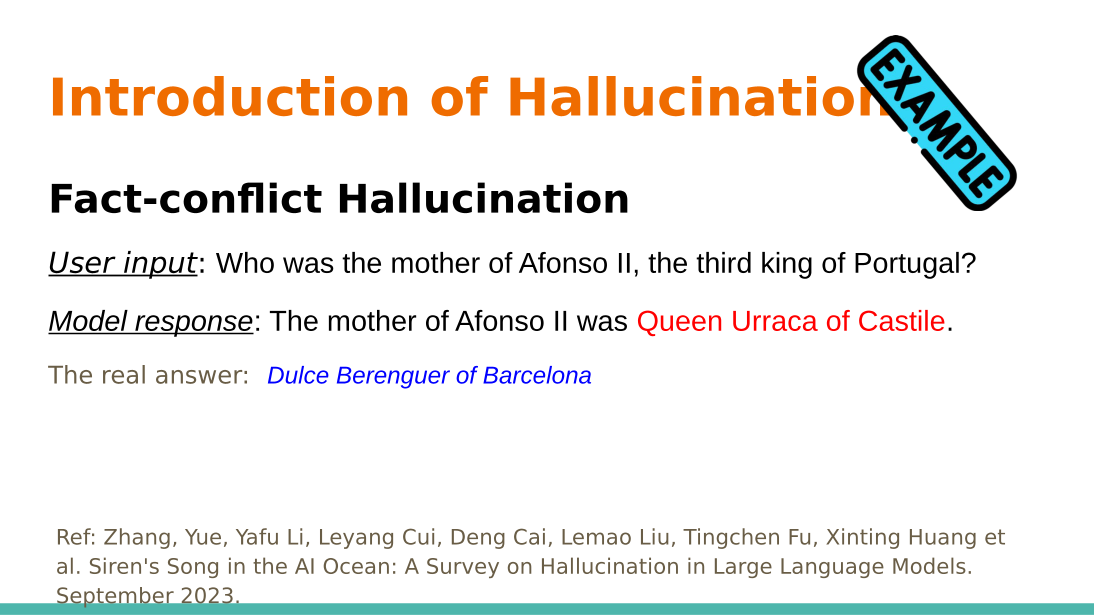 Introduction of Hallucination
EXAMPLE
Fact-conflict Hallucination
User input: Who was the mother of Afonso II, the third king of Portugal?
Model response: The mother of Afonso II was Queen Urraca of Castile.
The real answer: Dulce Berenguer of Barcelona
Ref: Zhang, Yue, Yafu Li, Leyang Cui, Deng Cai, Lemao Liu, Tingchen Fu, Xinting Huang et
al. Siren's Song in the AI Ocean: A Survey on Hallucination in Large Language Models.
September 2023.